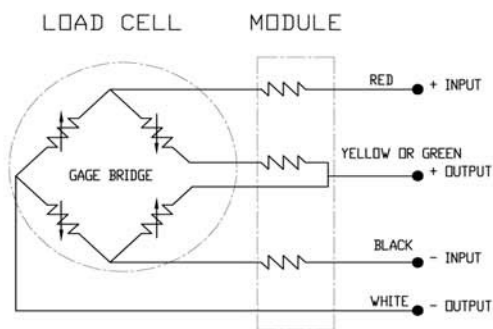 LOAD CELL
MODULE
RED
+ INPUT
YELLOW OR GREEN
+ OUTPUT
GAGE BRIDGE
BLACK
- INPUT
WHITE
- OUTPUT